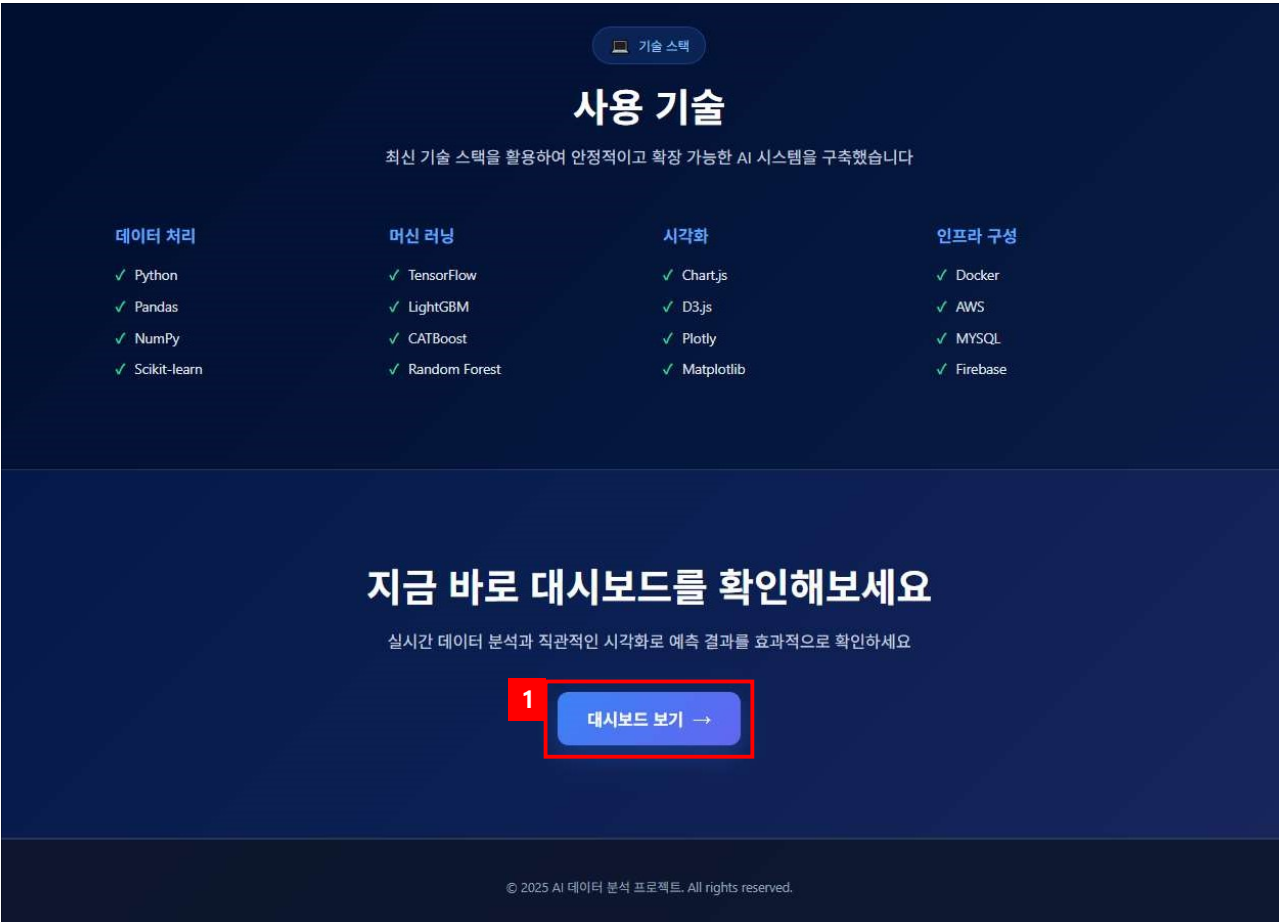 기술 스택
사용 기술
최신 기술 스택을 활용하여 안정적이고 확장 가능한 AI 시스템을 구축했습니다
데이터 처리
✓ Python
✓ Pandas
✓ NumPy
✓ Scikit-learn
머신 러닝
✓ TensorFlow
✓ LightGBM
✓ CATBoost
✓ Random Forest
시각화
✓ Chart.js
✓ D3.js
✓ Plotly
✓ Matplotlib
인프라 구성
✓ Docker
✓ AWS
✓ MYSQL
✓ Firebase
지금 바로 대시보드를 확인해보세요
실시간 데이터 분석과 직관적인 시각화로 예측 결과를 효과적으로 확인하세요
1
대시보드 보기 →
© 2025 AI 데이터 분석 프로젝트. All rights reserved.